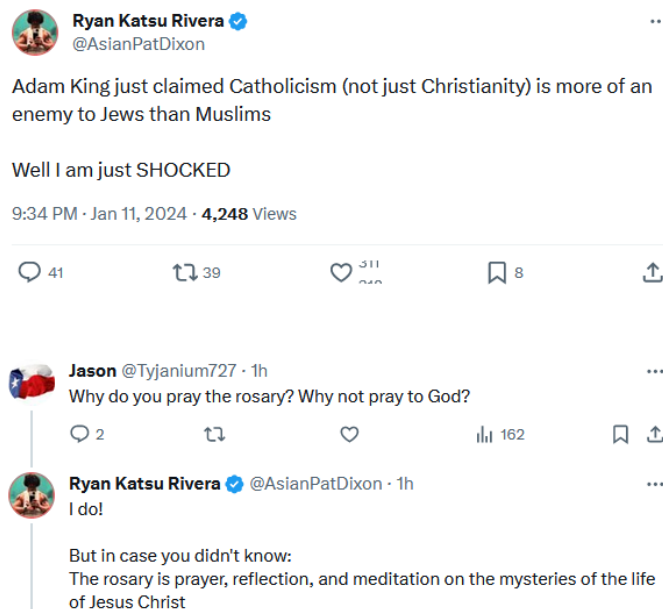 Ryan Katsu Rivera
@AsianPatDixon
Adam King just claimed Catholicism (not just Christianity) is more of an
enemy to Jews than Muslims
Well I am just SHOCKED
9:34 PM · Jan 11, 2024 · 4,248 Views
41 39 8
Jason @Tyjanium727 · 1h
Why do you pray the rosary? Why not pray to God?
2 162
Ryan Katsu Rivera @AsianPatDixon · 1h
I do!
But in case you didn't know:
The rosary is prayer, reflection, and meditation on the mysteries of the life
of Jesus Christ